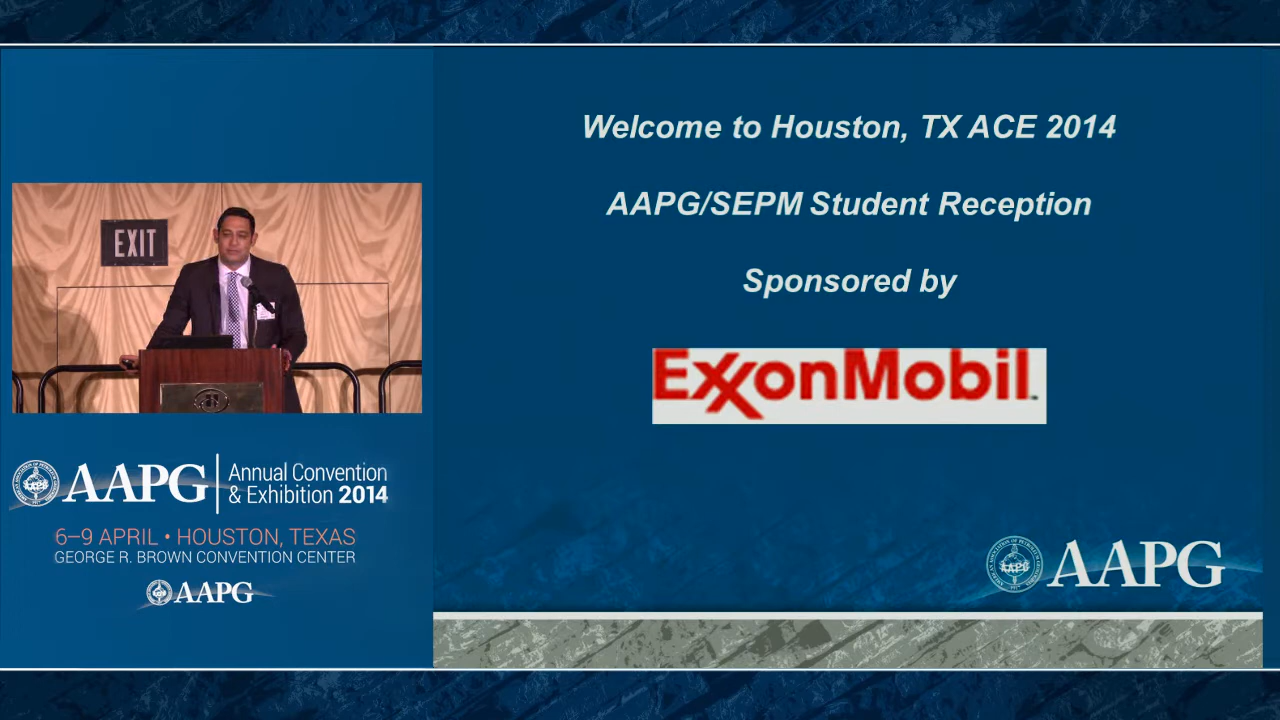 EXIT
AAPG
Annual Convention
& Exhibition 2014
6–9 APRIL • HOUSTON, TEXAS
GEORGE R. BROWN CONVENTION CENTER
AAPG
Welcome to Houston, TX ACE 2014
AAPG/SEPM Student Reception
Sponsored by
ExxonMobil
AAPG